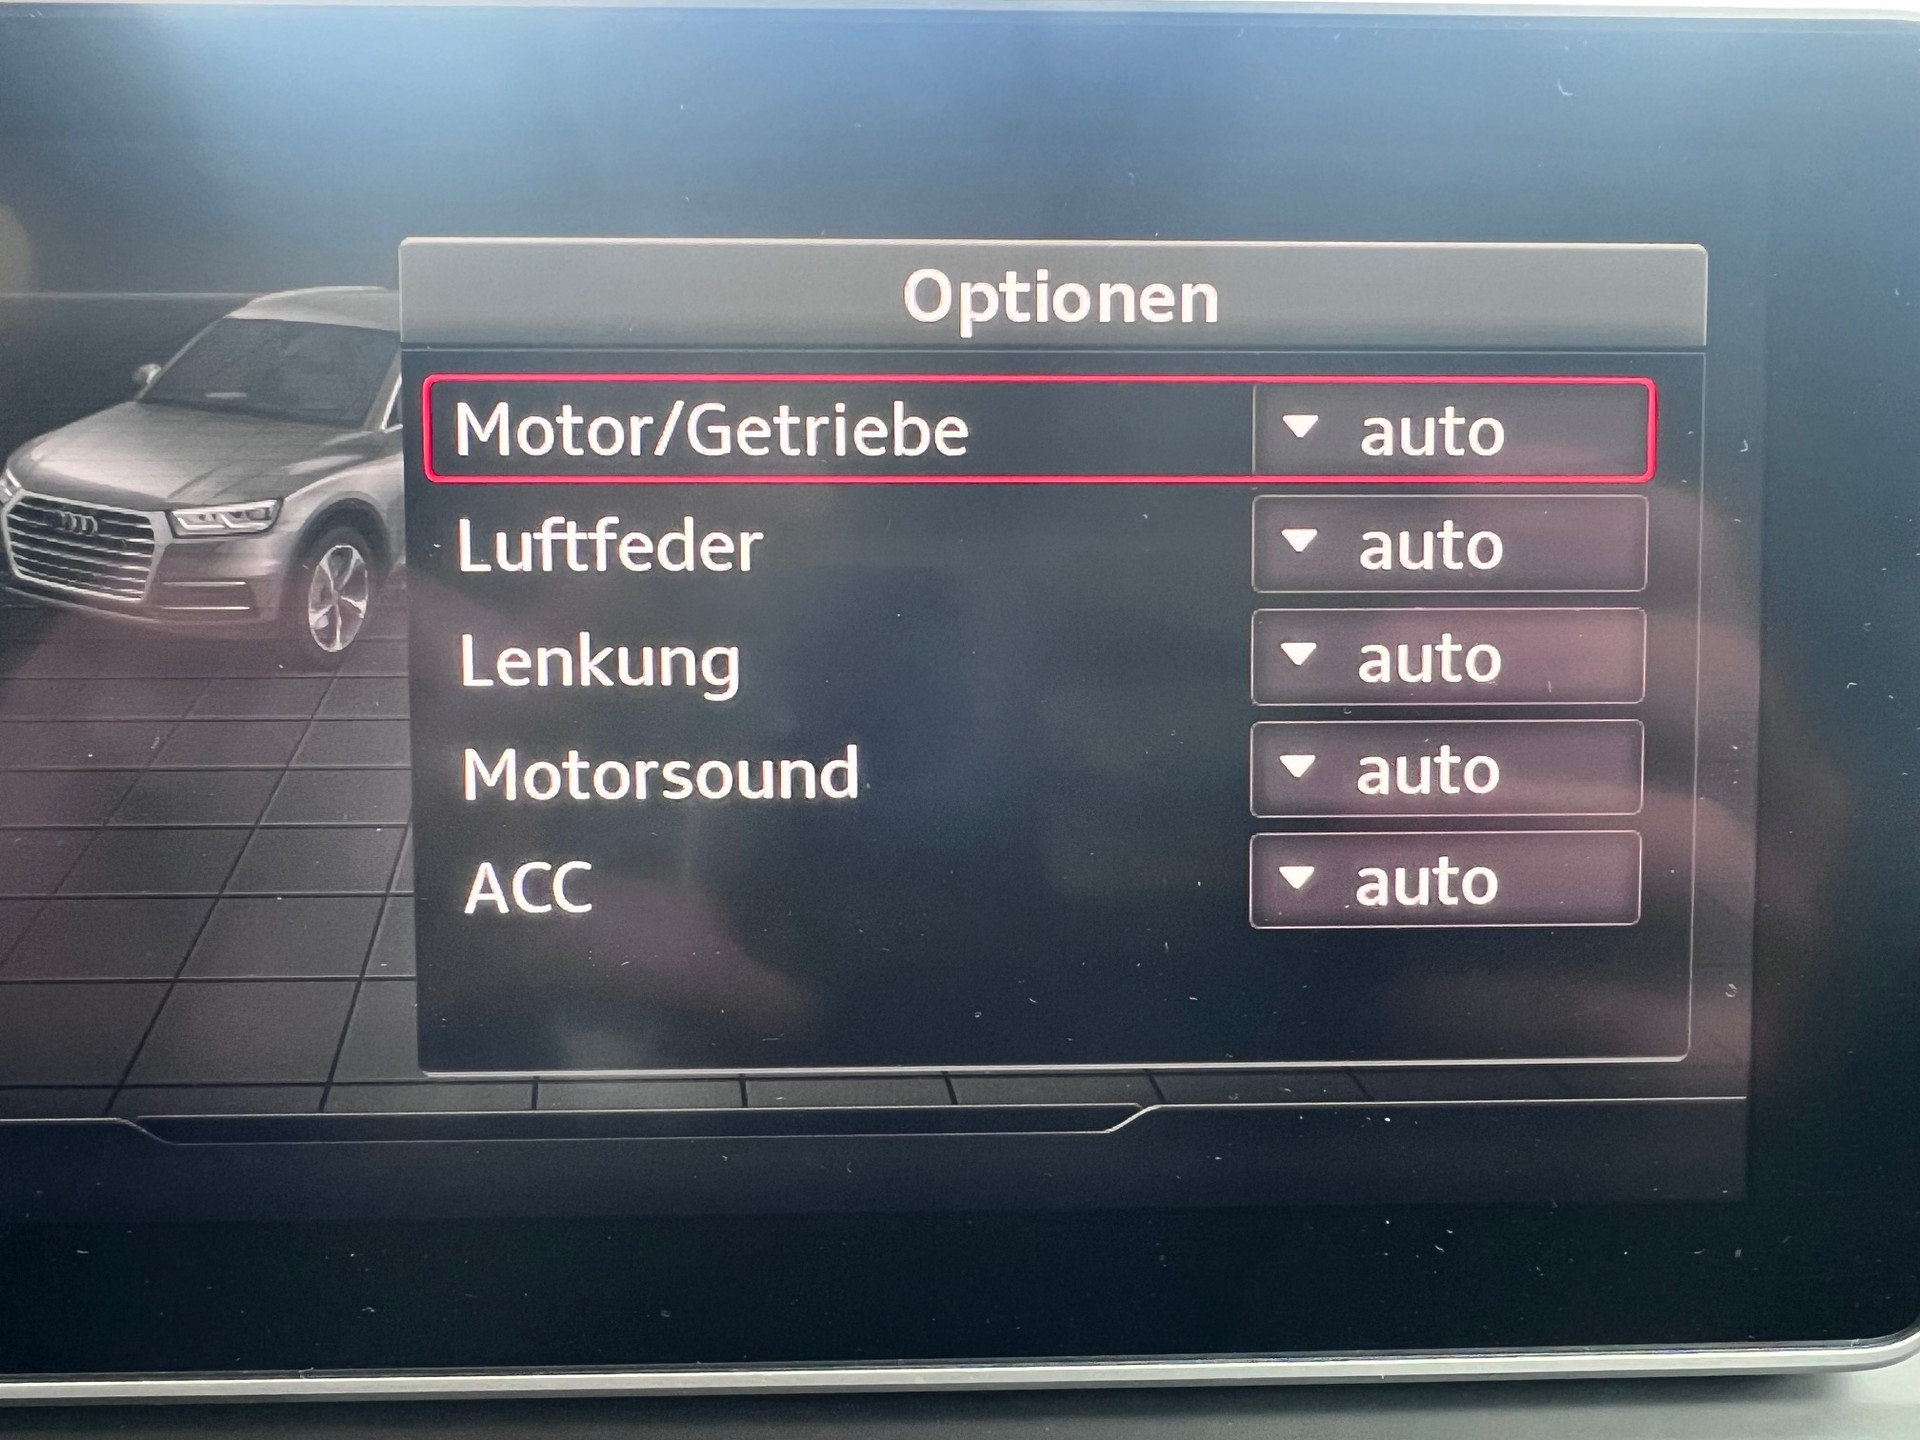 Optionen
Motor/Getriebe auto
Luftfeder auto
Lenkung auto
Motorsound auto
ACC auto